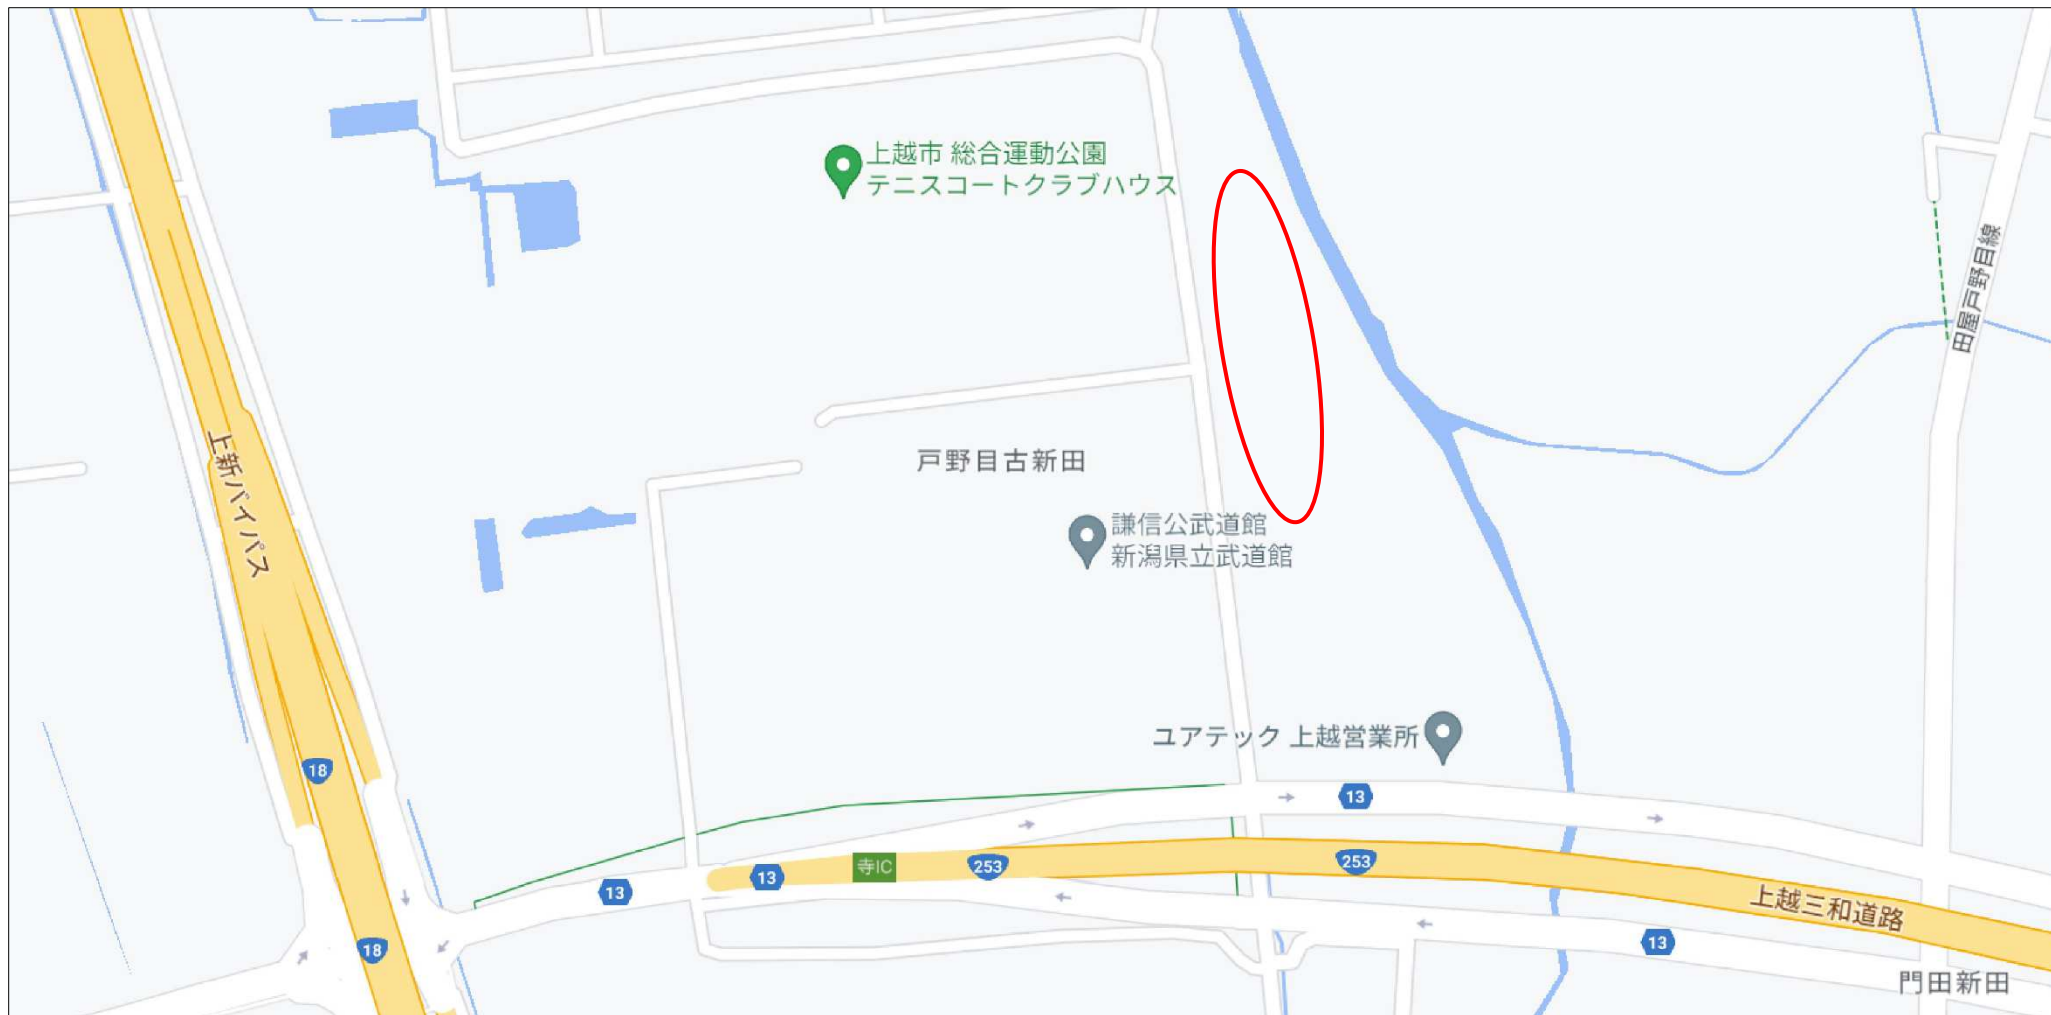 上越市 総合運動公園
テニスコートクラブハウス
田屋戸野目線
上新バイパス
戸野目古新田
謙信公武道館
新潟県立武道館
ユアテック 上越営業所
18
13
寺IC
253
253
13
13
上越三和道路
18
13
門田新田